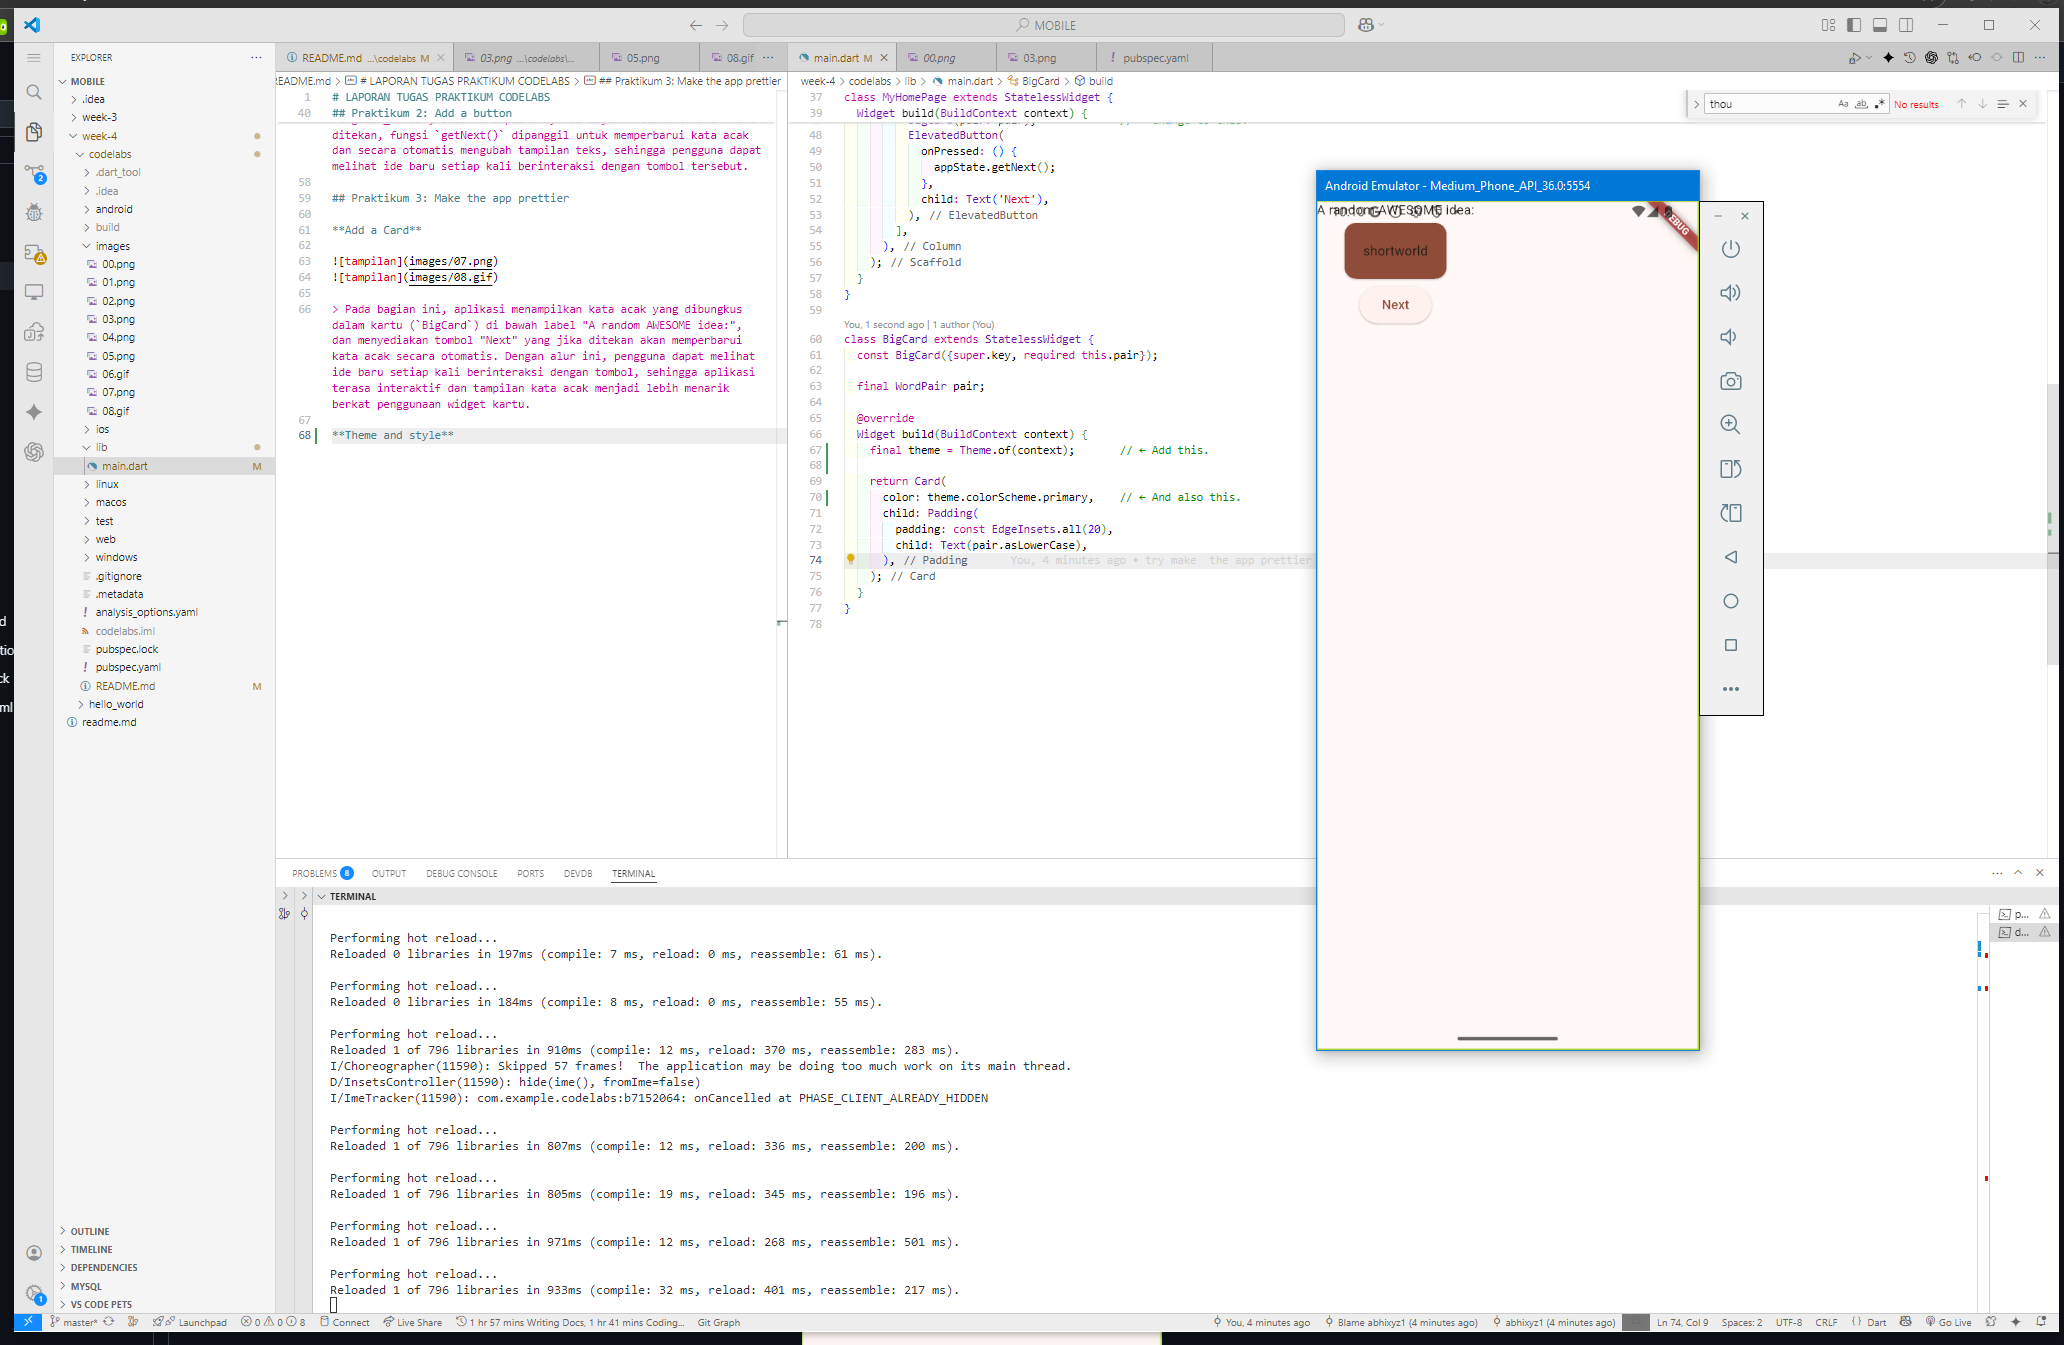 MOBILE
EXPLORER
MOBILE
.idea
week-3
week-4
codelabs
.dart_tool
.idea
android
build
images
00.png
01.png
02.png
03.png
04.png
05.png
06.gif
07.png
08.gif
ios
lib
main.dart M
linux
macos
test
web
windows
.gitignore
.metadata
! analysis_options.yaml
codelabs.iml
pubspec.lock
! pubspec.yaml
README.md M
hello_world
readme.md
OUTLINE
TIMELINE
DEPENDENCIES
MYSQL
VS CODE PETS
README.md ...\codelabs M
03.png ...\codelabs\...
05.png
08.gif
README.md > # LAPORAN TUGAS PRAKTIKUM CODELABS > ## Praktikum 3: Make the app prettier
1 # LAPORAN TUGAS PRAKTIKUM CODELABS
40 ## Praktikum 2: Add a button
ditekan, fungsi `getNext()` dipanggil untuk memperbarui kata acak
dan secara otomatis mengubah tampilan teks, sehingga pengguna dapat
melihat ide baru setiap kali berinteraksi dengan tombol tersebut.
58
59 ## Praktikum 3: Make the app prettier
60
61 **Add a Card**
62
63 ![tampilan](images/07.png)
64 ![tampilan](images/08.gif)
65
66 > Pada bagian ini, aplikasi menampilkan kata acak yang dibungkus
dalam kartu (`BigCard`) di bawah label "A random AWESOME idea:",
dan menyediakan tombol "Next" yang jika ditekan akan memperbarui
kata acak secara otomatis. Dengan alur ini, pengguna dapat melihat
ide baru setiap kali berinteraksi dengan tombol, sehingga aplikasi
terasa interaktif dan tampilan kata acak menjadi lebih menarik
berkat penggunaan widget kartu.
67
68 **Theme and style**
main.dart M
00.png
03.png
! pubspec.yaml
week-4 > codelabs > lib > main.dart > BigCard > build
37 class MyHomePage extends StatelessWidget {
39 Widget build(BuildContext context) {
48 ElevatedButton(
49 onPressed: () {
50 appState.getNext();
51 },
52 child: Text('Next'),
53 ), // ElevatedButton
54 ],
55 ), // Column
56 ); // Scaffold
57 }
58 }
59
You, 1 second ago | 1 author (You)
60 class BigCard extends StatelessWidget {
61 const BigCard({super.key, required this.pair});
62
63 final WordPair pair;
64
65 @override
66 Widget build(BuildContext context) {
67 final theme = Theme.of(context); // ← Add this.
68
69 return Card(
70 color: theme.colorScheme.primary, // ← And also this.
71 child: Padding(
72 padding: const EdgeInsets.all(20),
73 child: Text(pair.asLowerCase),
74 ), // Padding You, 4 minutes ago • try make the app prettier
75 ); // Card
76 }
77 }
78
thou
Aa ab .*
No results
Android Emulator - Medium_Phone_API_36.0:5554
A random AWESOME idea:
shortworld
Next
PROBLEMS 8
OUTPUT
DEBUG CONSOLE
PORTS
DEVDB
TERMINAL
TERMINAL
Performing hot reload...
Reloaded 0 libraries in 197ms (compile: 7 ms, reload: 0 ms, reassemble: 61 ms).
Performing hot reload...
Reloaded 0 libraries in 184ms (compile: 8 ms, reload: 0 ms, reassemble: 55 ms).
Performing hot reload...
Reloaded 1 of 796 libraries in 910ms (compile: 12 ms, reload: 370 ms, reassemble: 283 ms).
I/Choreographer(11590): Skipped 57 frames!  The application may be doing too much work on its main thread.
D/InsetsController(11590): hide(ime(), fromIme=false)
I/ImeTracker(11590): com.example.codelabs:b7152064: onCancelled at PHASE_CLIENT_ALREADY_HIDDEN
Performing hot reload...
Reloaded 1 of 796 libraries in 807ms (compile: 12 ms, reload: 336 ms, reassemble: 200 ms).
Performing hot reload...
Reloaded 1 of 796 libraries in 805ms (compile: 19 ms, reload: 345 ms, reassemble: 196 ms).
Performing hot reload...
Reloaded 1 of 796 libraries in 971ms (compile: 12 ms, reload: 268 ms, reassemble: 501 ms).
Performing hot reload...
Reloaded 1 of 796 libraries in 933ms (compile: 32 ms, reload: 401 ms, reassemble: 217 ms).
p...
d...
master* Launchpad 0 0 8 Connect Live Share 1 hr 57 mins Writing Docs, 1 hr 41 mins Coding... Git Graph
You, 4 minutes ago Blame abhixyz1 (4 minutes ago) abhixyz1 (4 minutes ago) Ln 74, Col 9 Spaces: 2 UTF-8 CRLF {} Dart Go Live